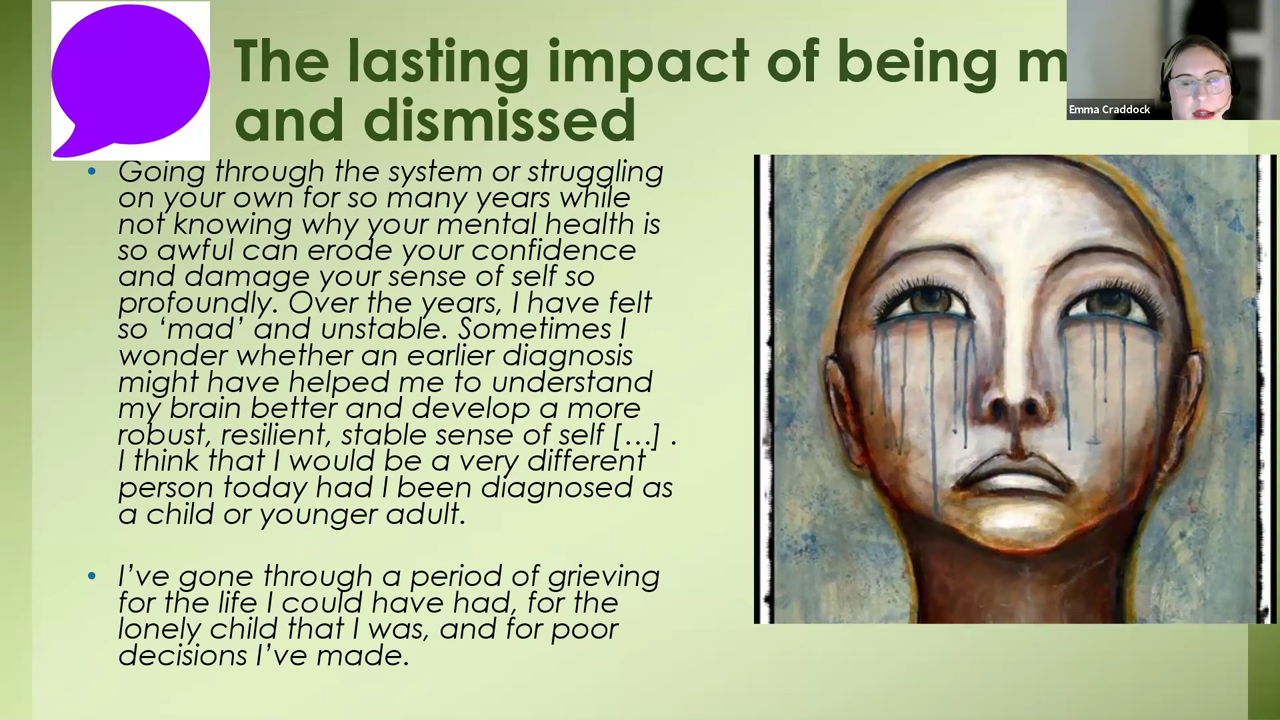 The lasting impact of being m
and dismissed
Emma Craddock
• Going through the system or struggling
on your own for so many years while
not knowing why your mental health is
so awful can erode your confidence
and damage your sense of self so
profoundly. Over the years, I have felt
so ‘mad’ and unstable. Sometimes I
wonder whether an earlier diagnosis
might have helped me to understand
my brain better and develop a more
robust, resilient, stable sense of self […] .
I think that I would be a very different
person today had I been diagnosed as
a child or younger adult.
• I’ve gone through a period of grieving
for the life I could have had, for the
lonely child that I was, and for poor
decisions I’ve made.